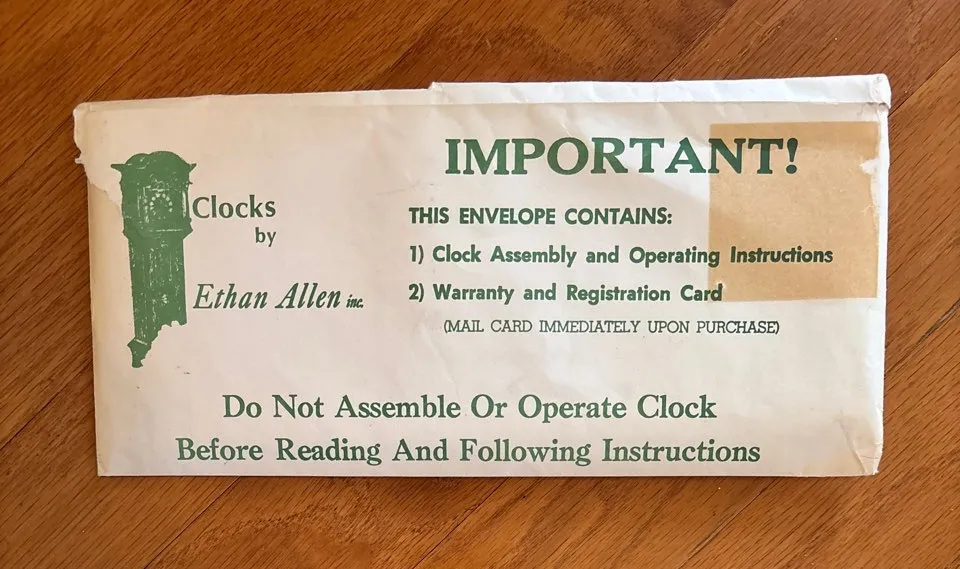 Clocks
by
Ethan Allen inc.
IMPORTANT!
THIS ENVELOPE CONTAINS:
1) Clock Assembly and Operating Instructions
2) Warranty and Registration Card
(MAIL CARD IMMEDIATELY UPON PURCHASE)
Do Not Assemble Or Operate Clock
Before Reading And Following Instructions